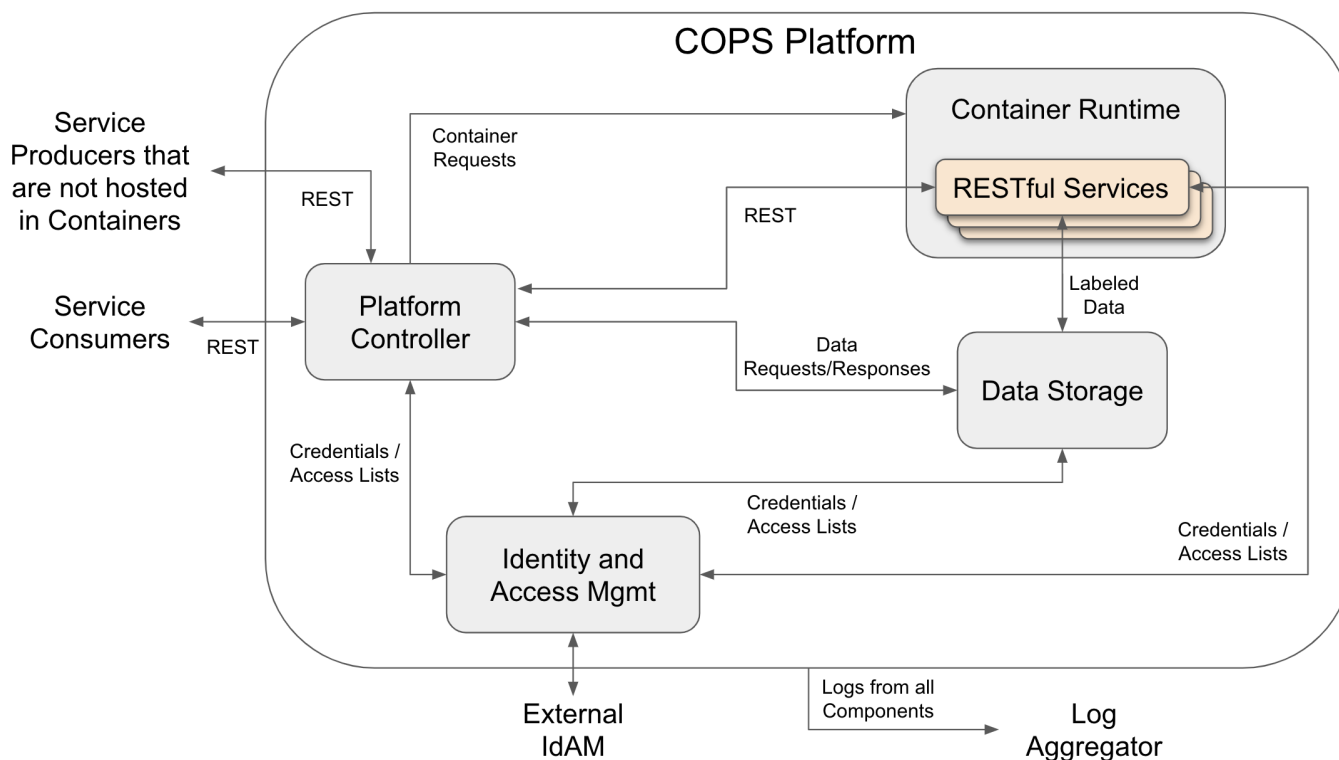 COPS Platform
Container Runtime
RESTful Services
Container
Requests
Service
Producers that
are not hosted
in Containers
REST
REST
Platform
Controller
Service
Consumers
REST
Labeled
Data
Data
Requests/Responses
Data Storage
Credentials /
Access Lists
Credentials /
Access Lists
Credentials /
Access Lists
Identity and
Access Mgmt
External
IdAM
Logs from all
Components
Log
Aggregator